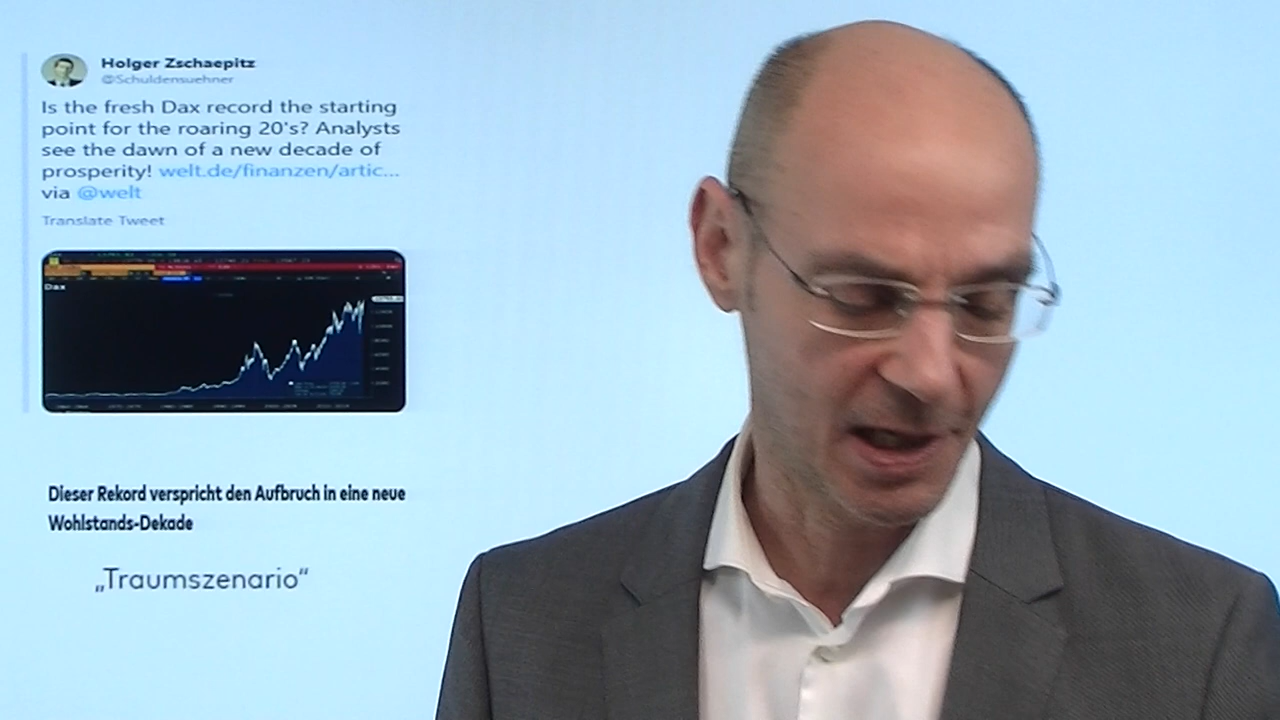 Holger Zschaepitz
@Schuldensuehner
Is the fresh Dax record the starting
point for the roaring 20's? Analysts
see the dawn of a new decade of
prosperity! welt.de/finanzen/artic...
via @welt
Translate Tweet
Dax
Dieser Rekord verspricht den Aufbruch in eine neue
Wohlstands-Dekade
„Traumszenario“